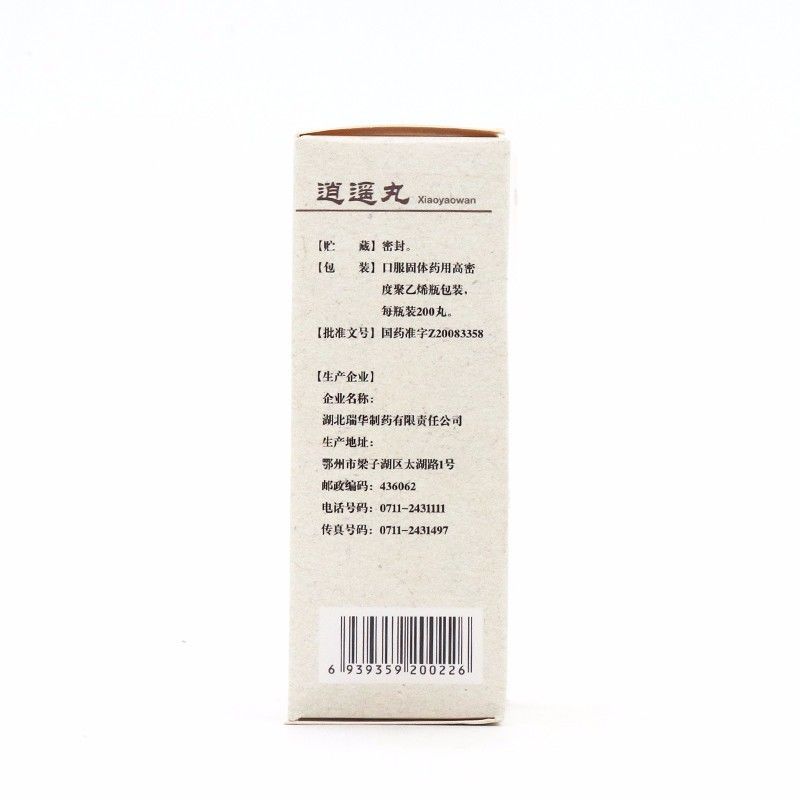 逍遥丸 Xiaoyaowan
【贮 藏】密封。
【包 装】口服固体药用高密
度聚乙烯瓶包装，
每瓶装200丸。
【批准文号】国药准字Z20083358
【生产企业】
企业名称：
湖北瑞华制药有限责任公司
生产地址：
鄂州市梁子湖区太湖路1号
邮政编码：436062
电话号码：0711-2431111
传真号码：0711-2431497
6 939359 200226